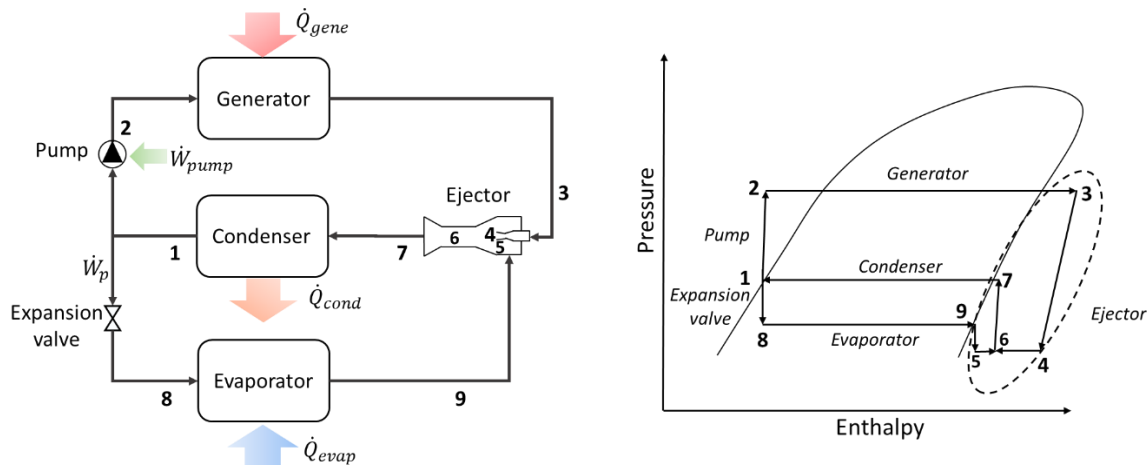 Q̇gene
Generator
2
Pump
Ẇpump
Ejector
3
4
5
6
Condenser
1
7
Ẇp
Q̇cond
Expansion
valve
Evaporator
8
9
Q̇evap
Pressure
2
Generator
3
Pump
1
Condenser
7
Expansion
valve
9
Ejector
8
Evaporator
5
6
4
Enthalpy